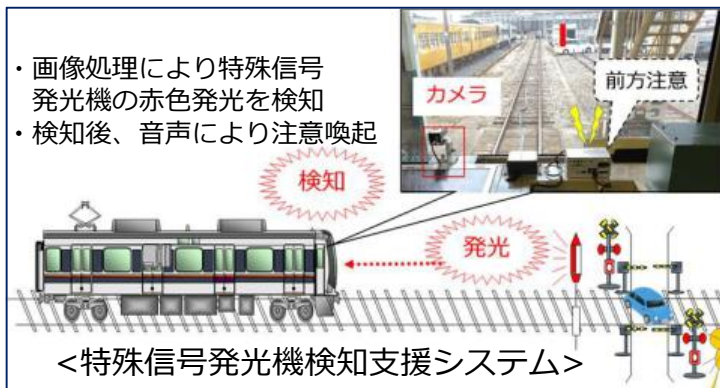 ・画像処理により特殊信号
発光機の赤色発光を検知
・検知後、音声により注意喚起
カメラ
前方注意
検知
発光
<特殊信号発光機検知支援システム>